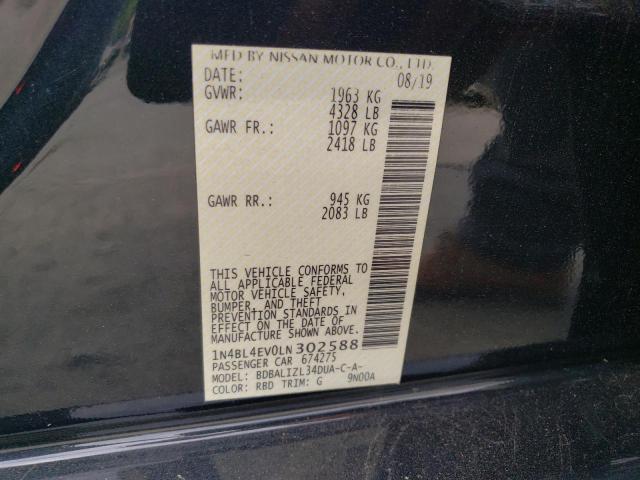 MFD BY NISSAN MOTOR CO., LTD.
DATE: 08/19
GVWR: 1963 KG
4328 LB
GAWR FR.: 1097 KG
2418 LB
GAWR RR.: 945 KG
2083 LB
THIS VEHICLE CONFORMS TO
ALL APPLICABLE FEDERAL
MOTOR VEHICLE SAFETY,
BUMPER, AND THEFT
PREVENTION STANDARDS IN
EFFECT ON THE DATE OF
MANUFACTURE SHOWN ABOVE.
1N4BL4EV0LN302588
PASSENGER CAR 674275
MODEL: BDBALIZL34DUA-C-A-
COLOR: RBD TRIM: G 9N00A